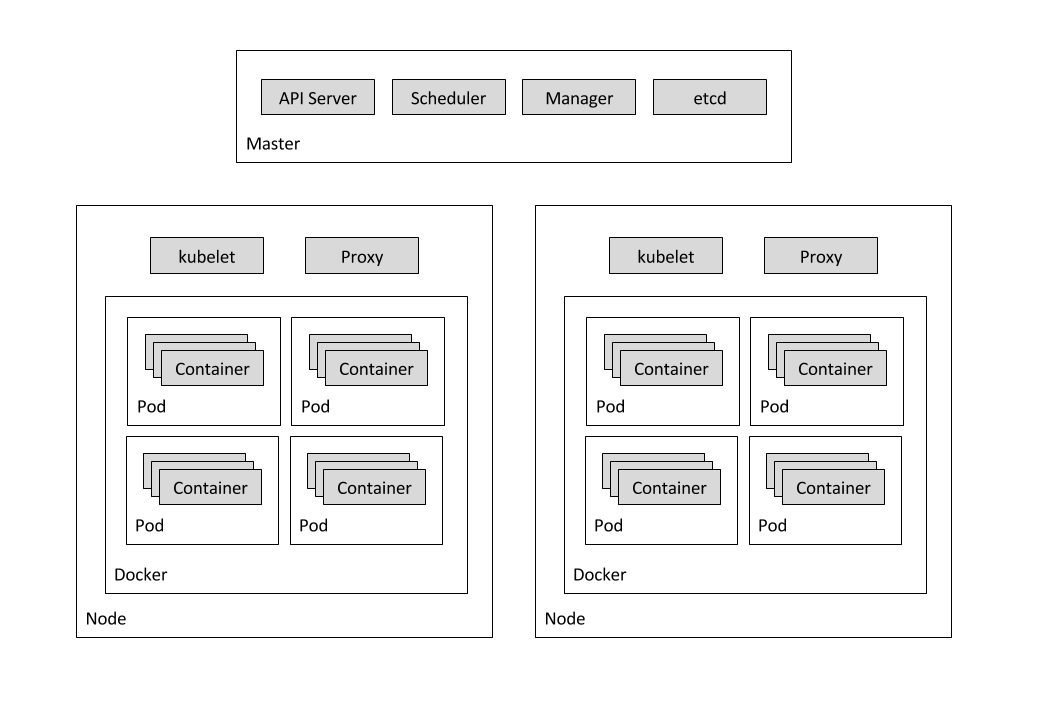 API Server
Scheduler
Manager
etcd
Master
kubelet
Proxy
Container
Pod
Container
Pod
Container
Pod
Container
Pod
Docker
Node
kubelet
Proxy
Container
Pod
Container
Pod
Container
Pod
Container
Pod
Docker
Node